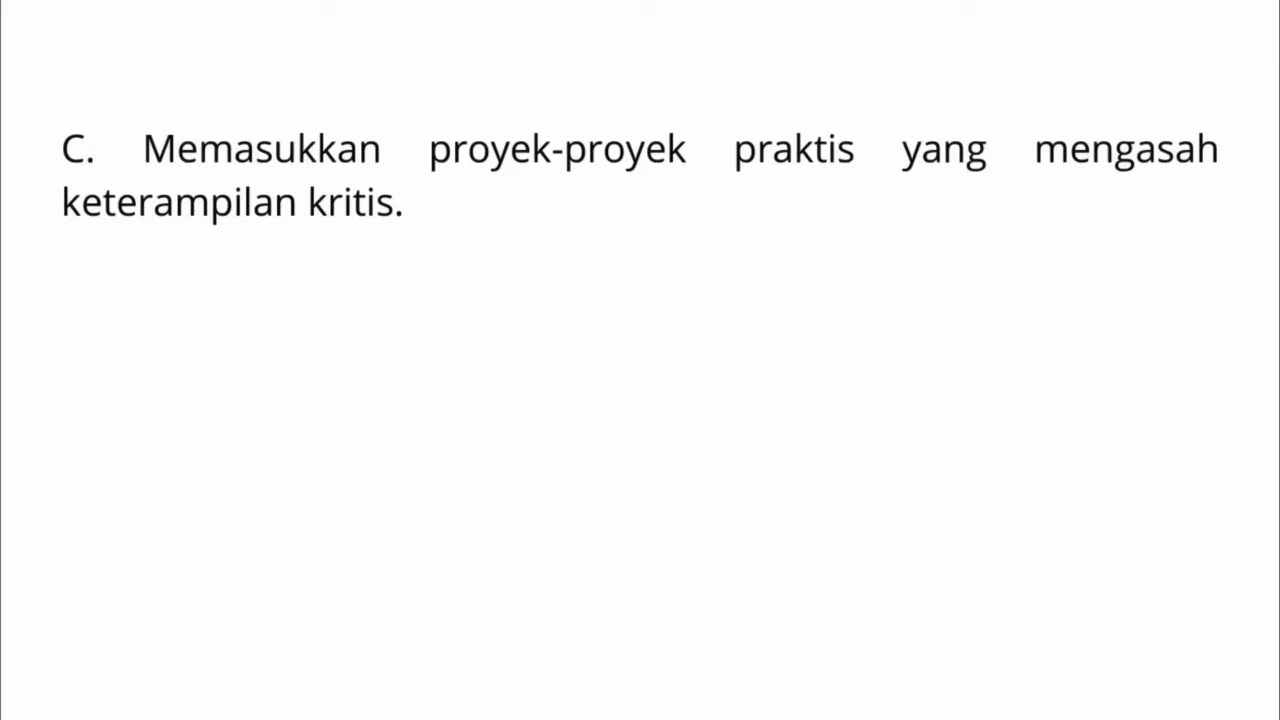 C. Memasukkan proyek-proyek praktis yang mengasah
keterampilan kritis.